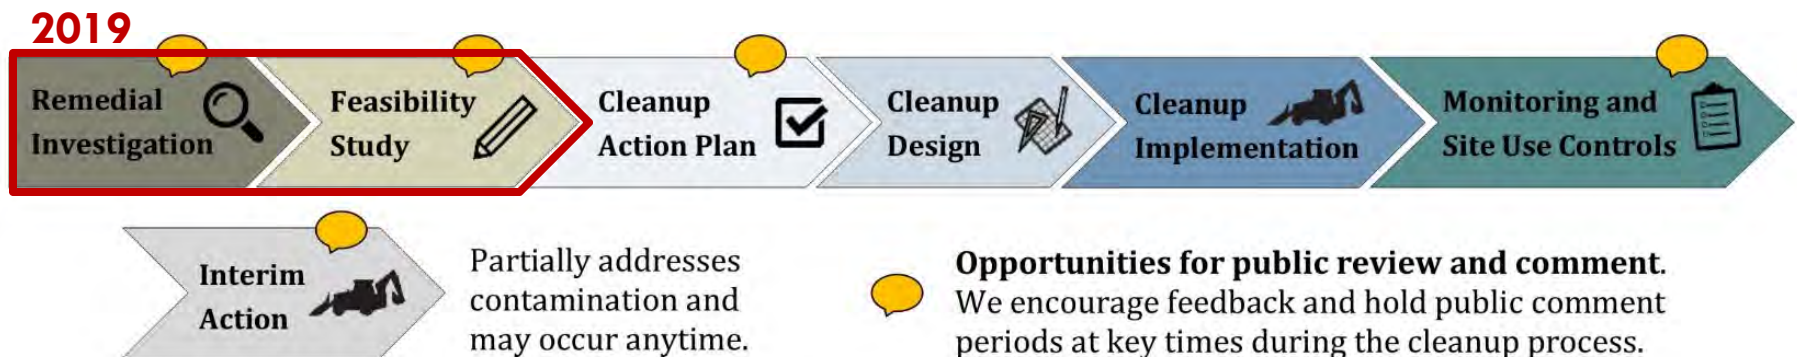 2019
Remedial
Investigation
Feasibility
Study
Cleanup
Action Plan
Cleanup
Design
Cleanup
Implementation
Monitoring and
Site Use Controls
Interim
Action
Partially addresses
contamination and
may occur anytime.
Opportunities for public review and comment.
We encourage feedback and hold public comment
periods at key times during the cleanup process.